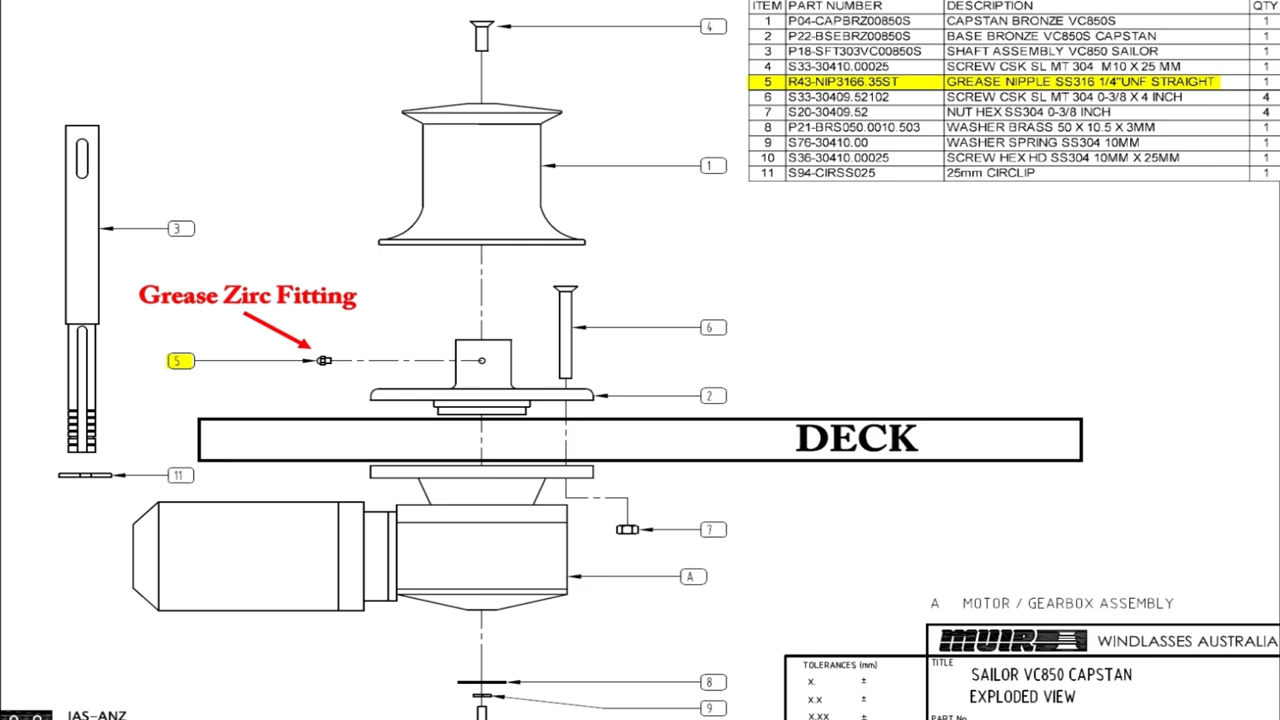 ITEM PART NUMBER DESCRIPTION QTY
1 P04-CAPBRZ00850S CAPSTAN BRONZE VC850S 1
2 P22-BSEBRZ00850S BASE BRONZE VC850S CAPSTAN 1
3 P18-SFT303VC00850S SHAFT ASSEMBLY VC850 SAILOR 1
4 S33-30410.00025 SCREW CSK SL MT 304 M10 X 25 MM 1
5 R43-NIP3166.35ST GREASE NIPPLE SS316 1/4"UNF STRAIGHT 1
6 S33-30409.52102 SCREW CSK SL MT 304 0-3/8 X 4 INCH 4
7 S20-30409.52 NUT HEX SS304 0-3/8 INCH 4
8 P21-BRS050.0010.503 WASHER BRASS 50 X 10.5 X 3MM 1
9 S76-30410.00 WASHER SPRING SS304 10MM 1
10 S36-30410.00025 SCREW HEX HD SS304 10MM X 25MM 1
11 S94-CIRSS025 25mm CIRCLIP 1
4
1
3
Grease Zirc Fitting
6
5
2
DECK
11
7
A
A MOTOR / GEARBOX ASSEMBLY
MUIR WINDLASSES AUSTRALIA
TOLERANCES (mm)
X. ±
X.X ±
X.XX ±
TITLE
SAILOR VC850 CAPSTAN
EXPLODED VIEW
PART No
8
9
JAS-ANZ